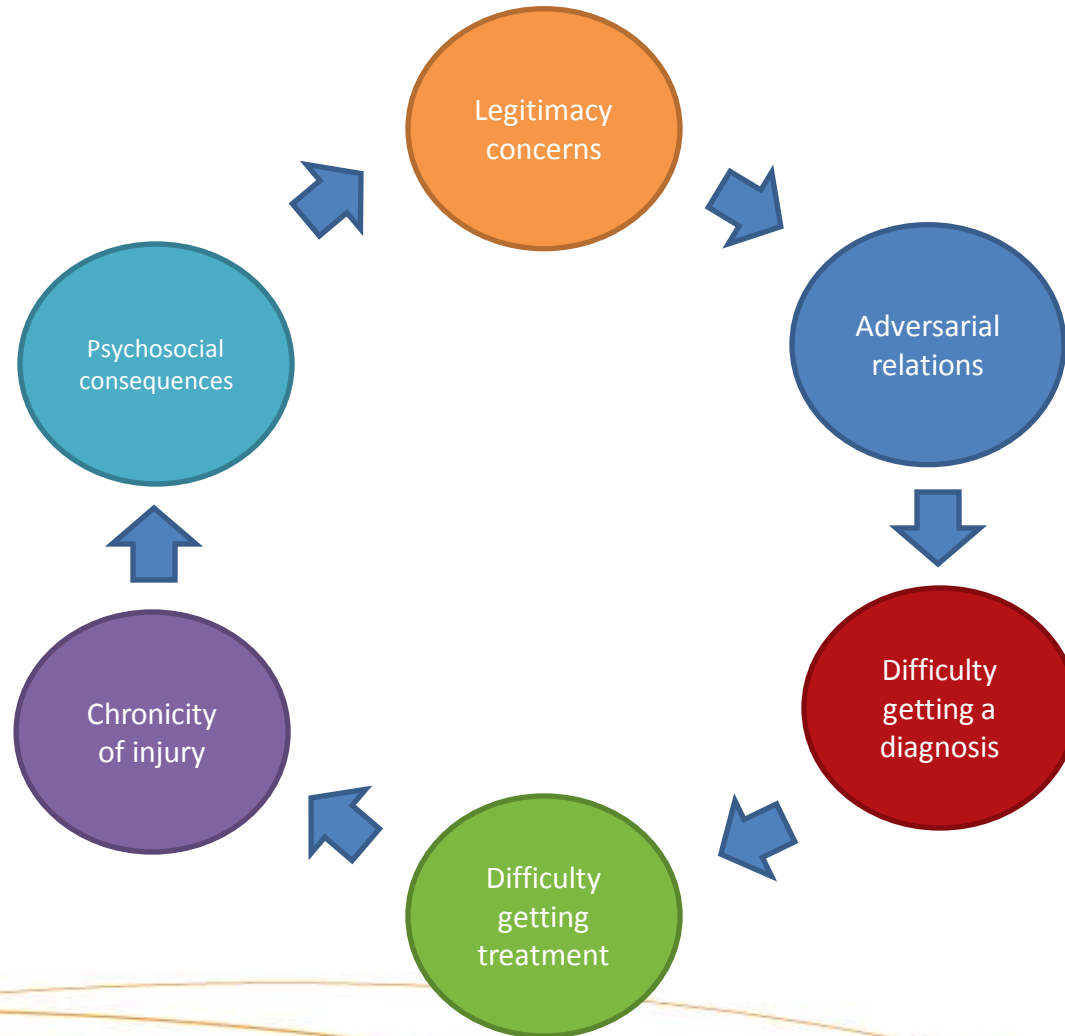 Legitimacy
concerns
Adversarial
relations
Difficulty
getting a
diagnosis
Difficulty
getting
treatment
Chronicity
of injury
Psychosocial
consequences